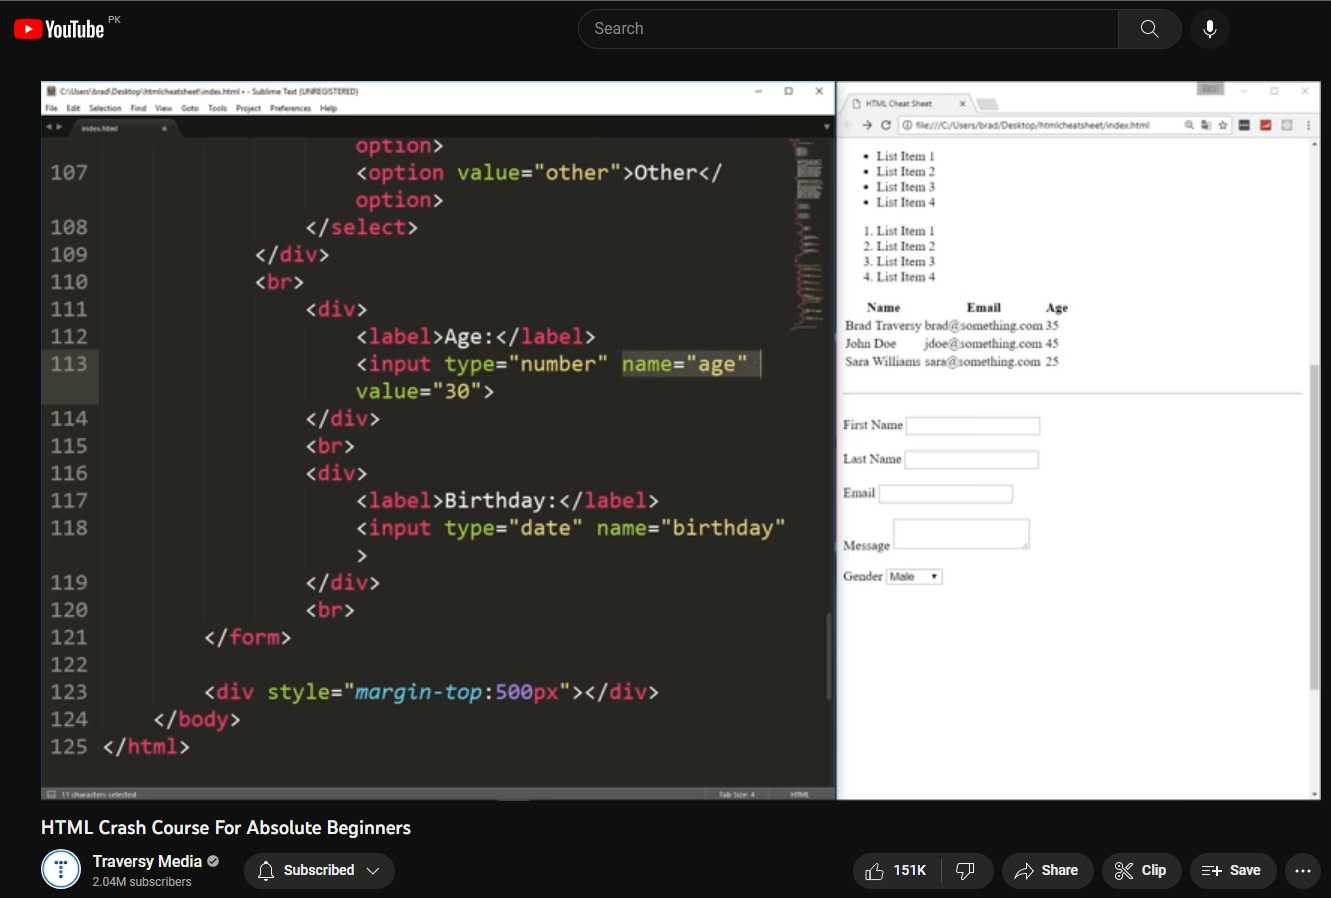 YouTube PK
Search
C:\Users\brad\Desktop\htmlcheatsheet\index.html • - Sublime Text (UNREGISTERED)
File Edit Selection Find View Goto Tools Project Preferences Help
index.html
option>
107 <option value="other">Other</
option>
108 </select>
109 </div>
110 <br>
111 <div>
112 <label>Age:</label>
113 <input type="number" name="age"
value="30">
114 </div>
115 <br>
116 <div>
117 <label>Birthday:</label>
118 <input type="date" name="birthday"
>
119 </div>
120 <br>
121 </form>
122
123 <div style="margin-top:500px"></div>
124 </body>
125 </html>
11 characters selected
Tab Size: 4 HTML
HTML Cheat Sheet
file:///C:/Users/brad/Desktop/htmlcheatsheet/index.html
• List Item 1
• List Item 2
• List Item 3
• List Item 4
1. List Item 1
2. List Item 2
3. List Item 3
4. List Item 4
Name Email Age
Brad Traversy brad@something.com 35
John Doe jdoe@something.com 45
Sara Williams sara@something.com 25
First Name
Last Name
Email
Message
Gender Male
HTML Crash Course For Absolute Beginners
Traversy Media
2.04M subscribers
Subscribed
151K
Share
Clip
Save